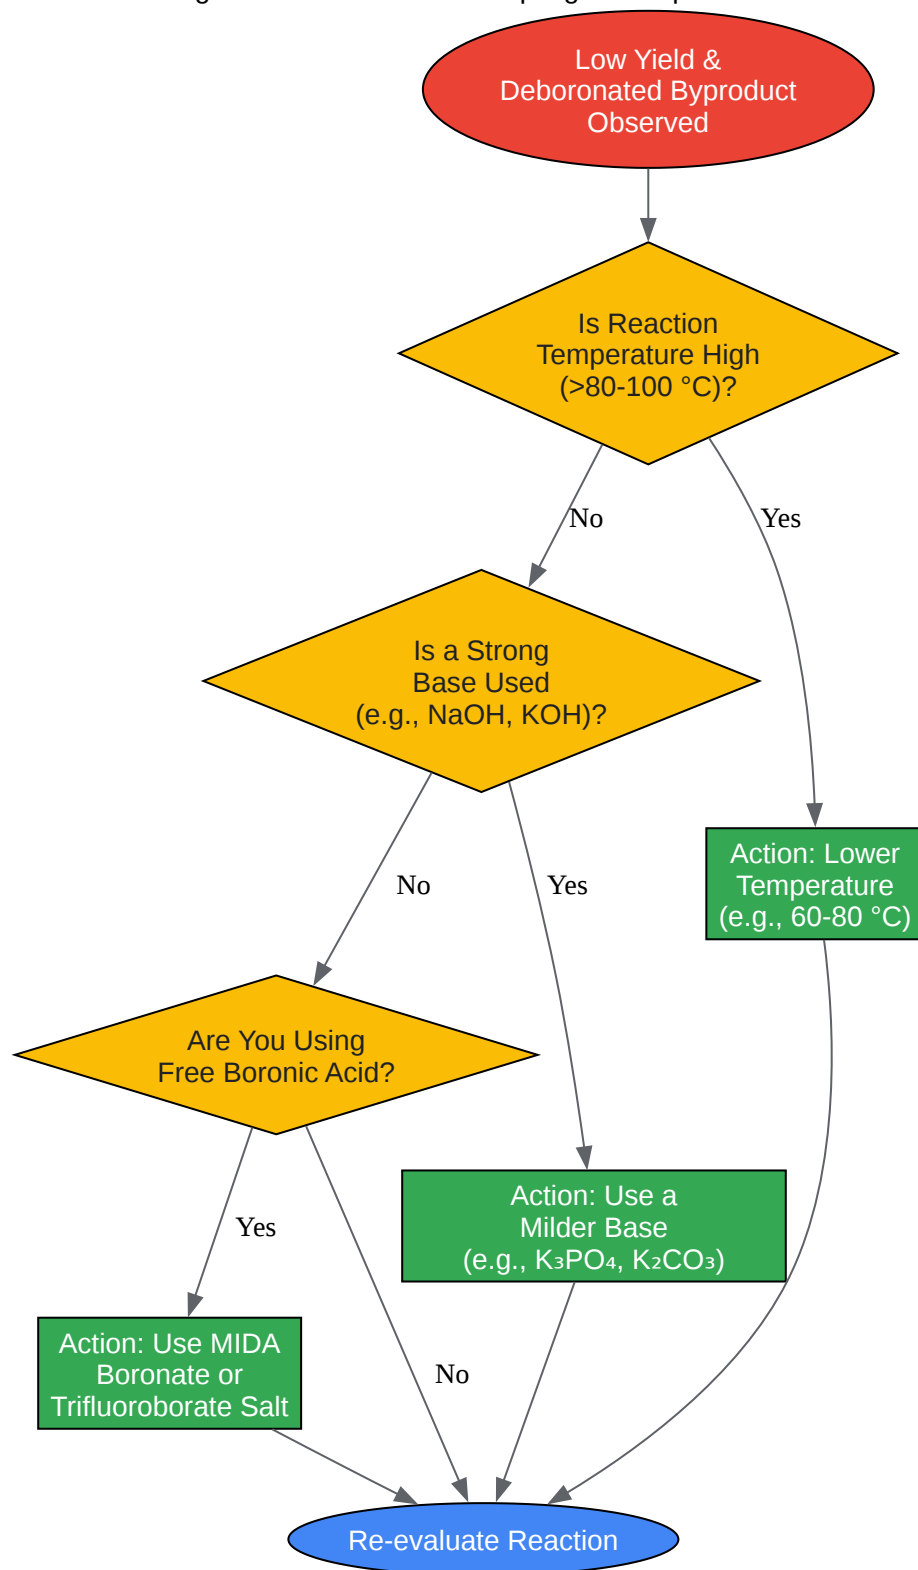 Low Yield &
Deboronated Byproduct
Observed
Is Reaction
Temperature High
(>80-100 °C)?
No
Yes
Is a Strong
Base Used
(e.g., NaOH, KOH)?
No
Yes
Action: Lower
Temperature
(e.g., 60-80 °C)
Are You Using
Free Boronic Acid?
Yes
No
Action: Use a
Milder Base
(e.g., K₃PO₄, K₂CO₃)
Action: Use MIDA
Boronate or
Trifluoroborate Salt
Re-evaluate Reaction